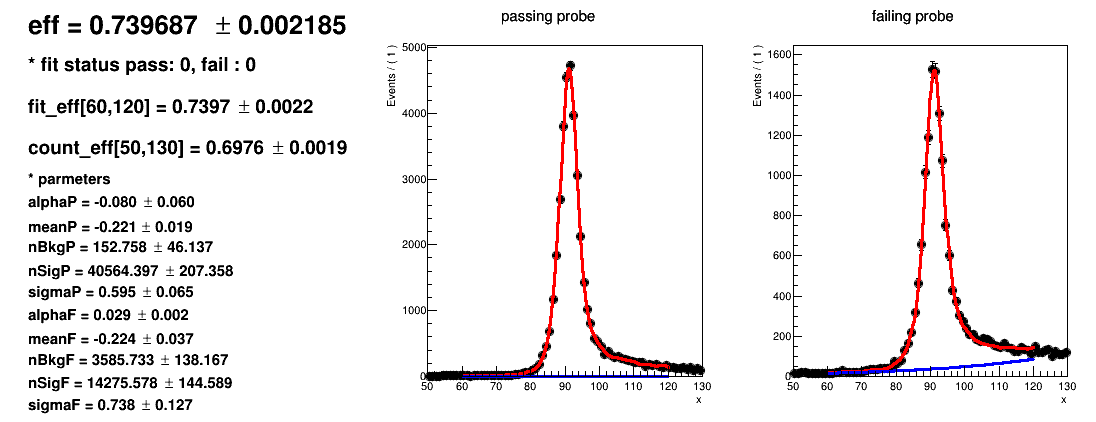 eff = 0.739687 ± 0.002185
* fit status pass: 0, fail : 0
fit_eff[60,120] = 0.7397 ± 0.0022
count_eff[50,130] = 0.6976 ± 0.0019
* parmeters
alphaP = -0.080 ± 0.060
meanP = -0.221 ± 0.019
nBkgP = 152.758 ± 46.137
nSigP = 40564.397 ± 207.358
sigmaP = 0.595 ± 0.065
alphaF = 0.029 ± 0.002
meanF = -0.224 ± 0.037
nBkgF = 3585.733 ± 138.167
nSigF = 14275.578 ± 144.589
sigmaF = 0.738 ± 0.127
passing probe
Events / ( 1 )
5000
4000
3000
2000
1000
0
50 60 70 80 90 100 110 120 130
x
failing probe
Events / ( 1 )
1600
1400
1200
1000
800
600
400
200
0
50 60 70 80 90 100 110 120 130
x